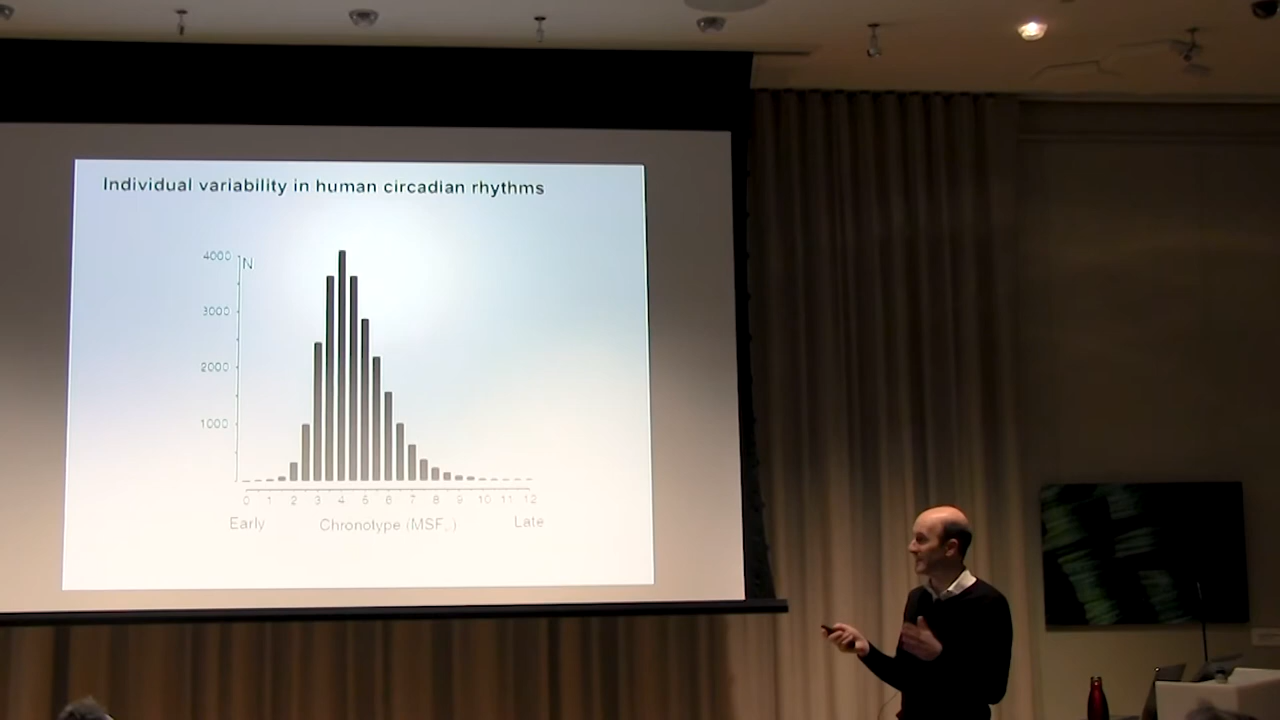 Individual variability in human circadian rhythms
4000
N
3000
2000
1000
0 1 2 3 4 5 6 7 8 9 10 11 12
Early Chronotype (MSF ) Late